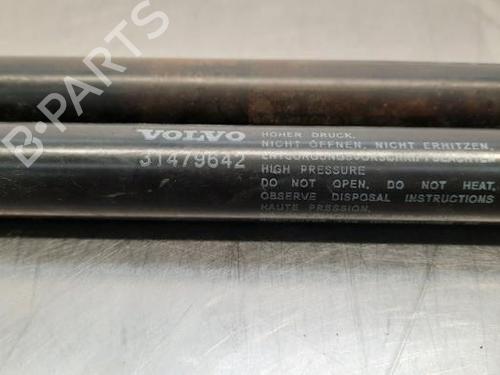 VOLVO
31479642
HOHER DRUCK.
NICHT ÖFFNEN, NICHT ERHITZEN,
HIGH PRESSURE
DO NOT OPEN, DO NOT HEAT,
OBSERVE DISPOSAL INSTRUCTIONS
HAUTE PRESSION.
B-PARTS